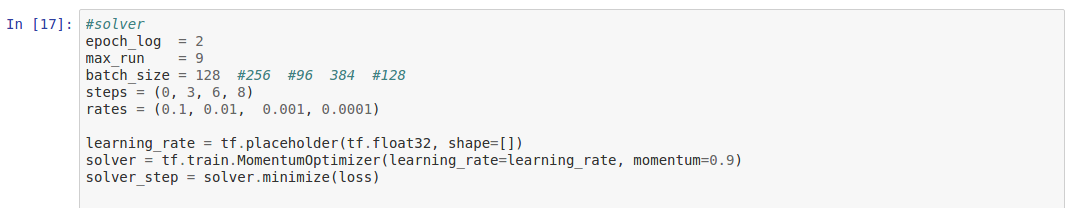 In [17]: #solver
epoch_log  = 2
max_run    = 9
batch_size = 128  #256  #96  384  #128
steps = (0, 3, 6, 8)
rates = (0.1, 0.01,  0.001, 0.0001)
learning_rate = tf.placeholder(tf.float32, shape=[])
solver = tf.train.MomentumOptimizer(learning_rate=learning_rate, momentum=0.9)
solver_step = solver.minimize(loss)